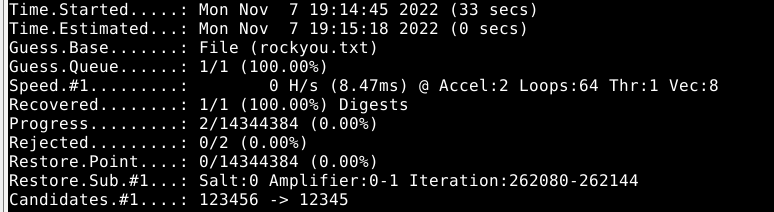 Time.Started.....: Mon Nov  7 19:14:45 2022 (33 secs)
Time.Estimated...: Mon Nov  7 19:15:18 2022 (0 secs)
Guess.Base.......: File (rockyou.txt)
Guess.Queue......: 1/1 (100.00%)
Speed.#1.........:        0 H/s (8.47ms) @ Accel:2 Loops:64 Thr:1 Vec:8
Recovered........: 1/1 (100.00%) Digests
Progress.........: 2/14344384 (0.00%)
Rejected.........: 0/2 (0.00%)
Restore.Point....: 0/14344384 (0.00%)
Restore.Sub.#1...: Salt:0 Amplifier:0-1 Iteration:262080-262144
Candidates.#1....: 123456 -> 12345